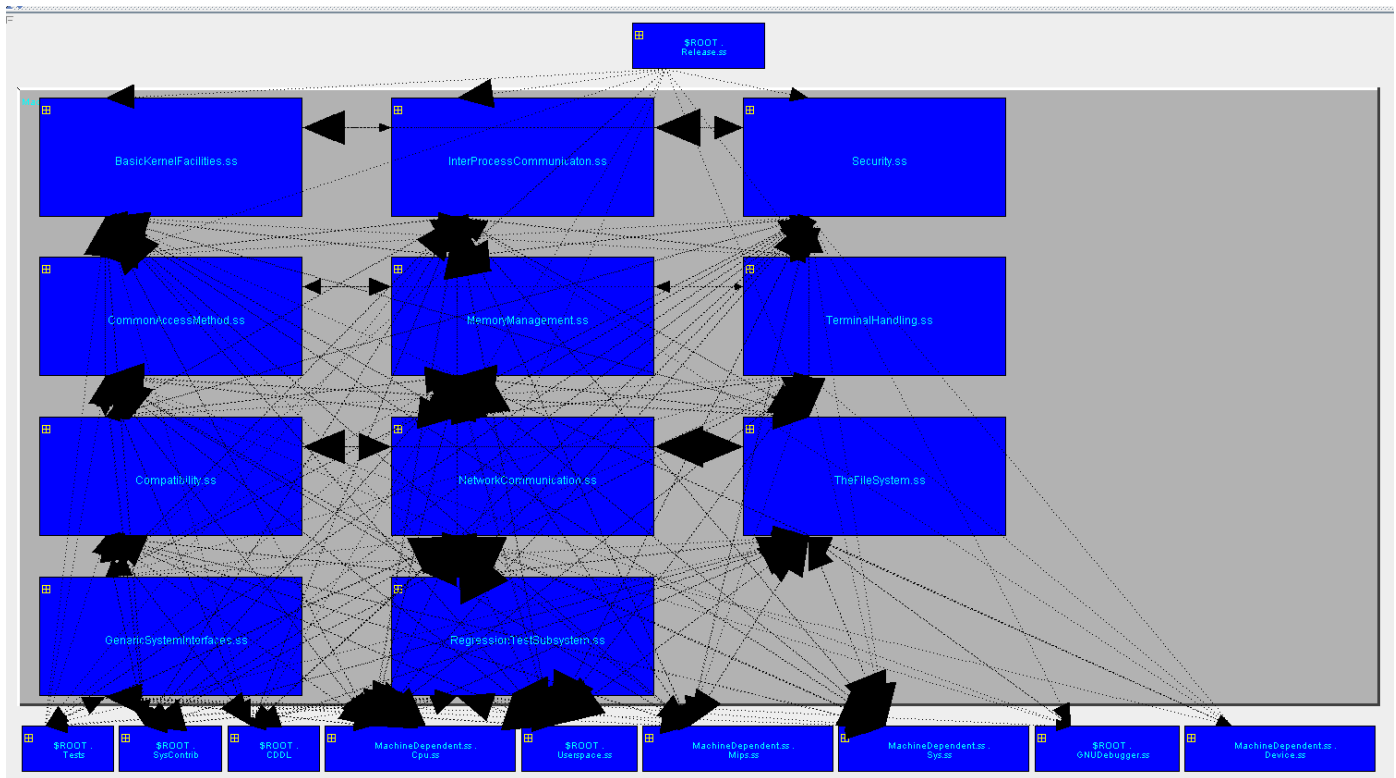 $ROOT .
Release.ss
BasicKernelFacilities.ss
InterProcessCommunicaton.ss
Security.ss
CommonAccessMethod.ss
MemoryManagement.ss
TerminalHandling.ss
Compatibility.ss
NetworkCommunication.ss
TheFileSystem.ss
GenericSystemInterfaces.ss
RegressionTestSubsystem.ss
$ROOT .
Tests
$ROOT .
SysContrib
$ROOT .
CDDL
MachineDependent.ss .
Cpu.ss
$ROOT .
Userspace.ss
MachineDependent.ss .
Mips.ss
MachineDependent.ss .
Sys.ss
$ROOT .
GNUDebugger.ss
MachineDependent.ss .
Device.ss